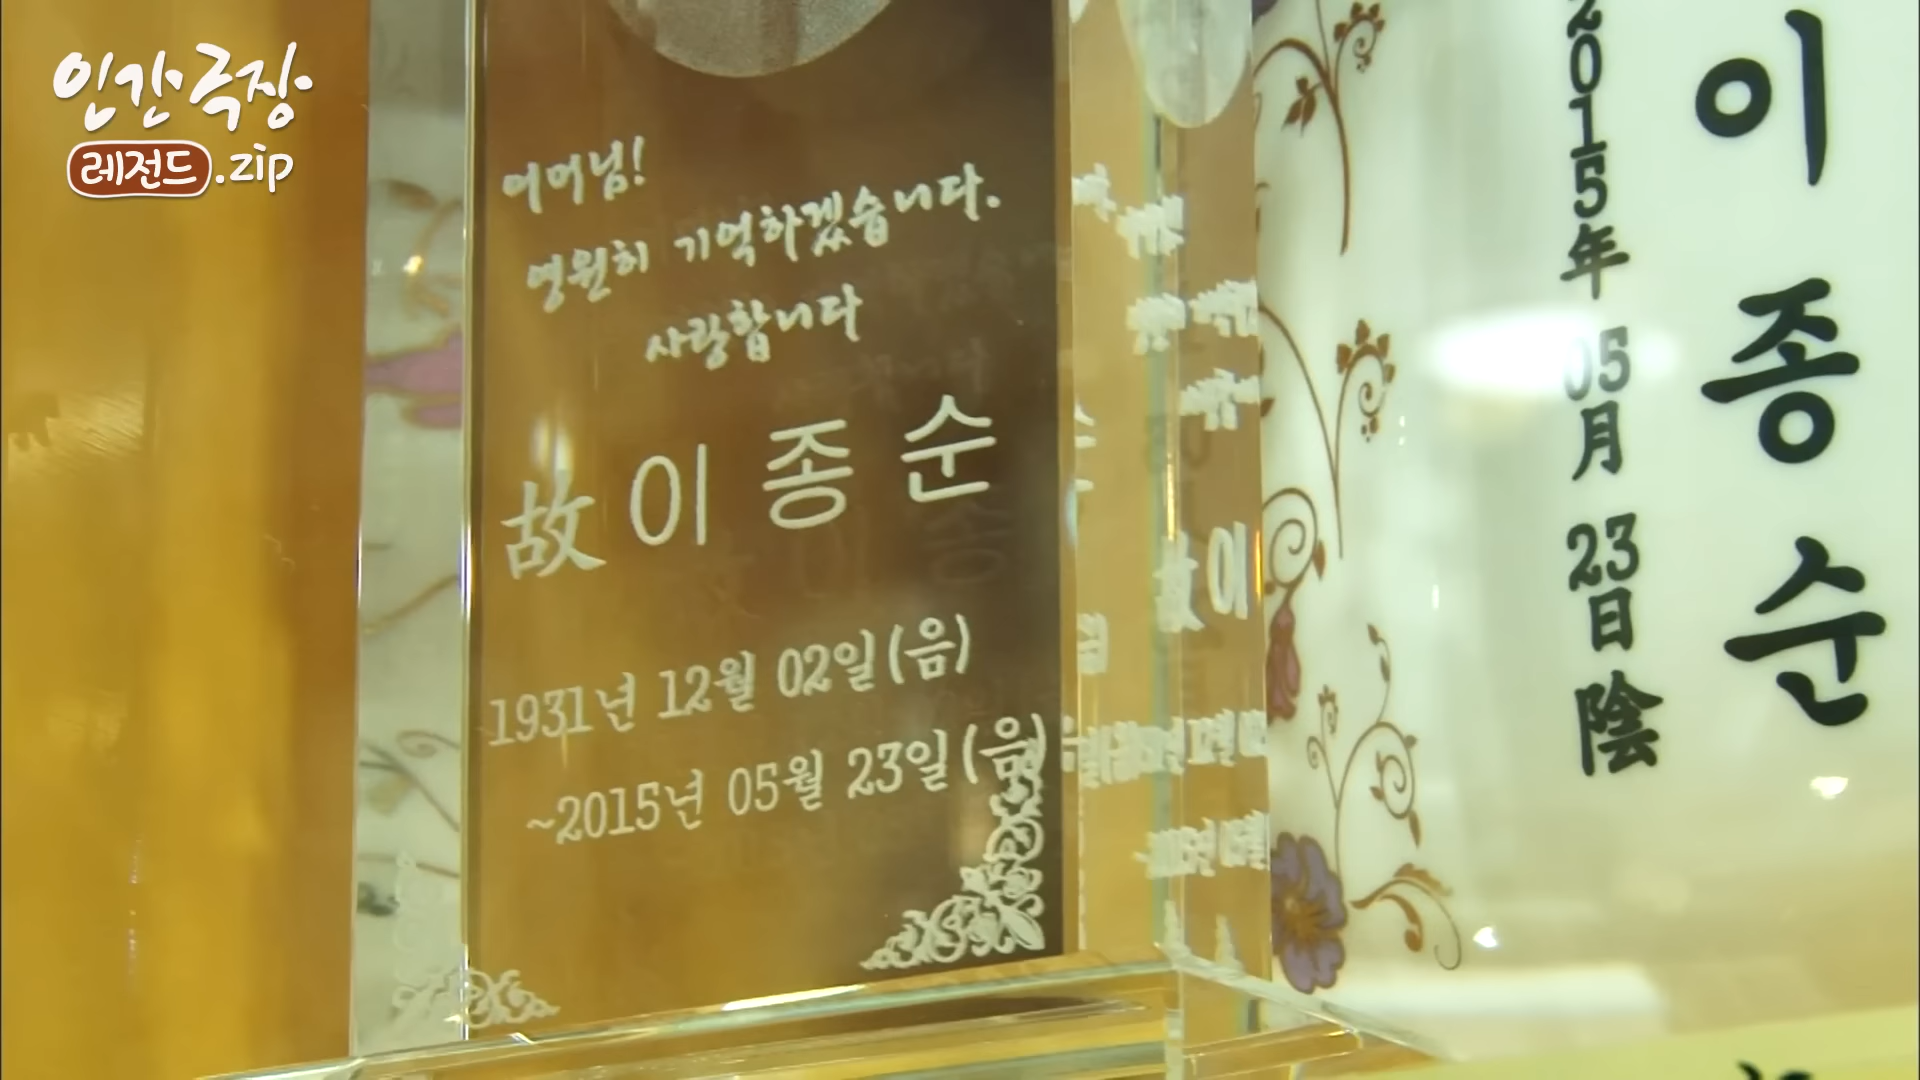 인간극장
레전드.zip
어머님!
영원히 기억하겠습니다.
사랑합니다
故 이종순
1931년 12월 02일(음)
~2015년 05월 23일(음)
이종순
2015年 05月 23日 陰